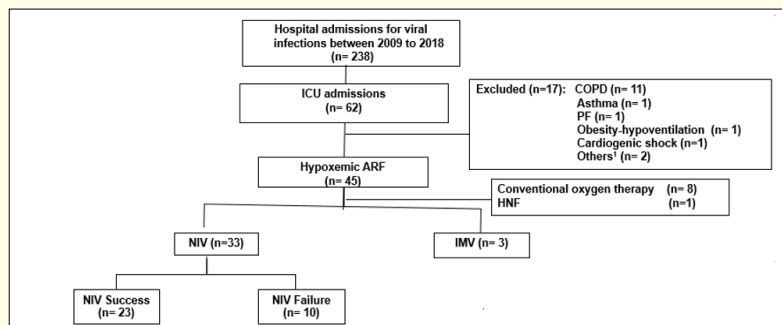 Hospital admissions for viral
infections between 2009 to 2018
(n= 238)
ICU admissions
(n= 62)
Excluded (n=17): COPD (n= 11)
Asthma (n= 1)
PF (n= 1)
Obesity-hypoventilation (n= 1)
Cardiogenic shock (n=1)
Others¹ (n= 2)
Hypoxemic ARF
(n= 45)
Conventional oxygen therapy (n= 8)
HNF (n=1)
NIV (n=33)
IMV (n= 3)
NIV Success
(n= 23)
NIV Failure
(n= 10)